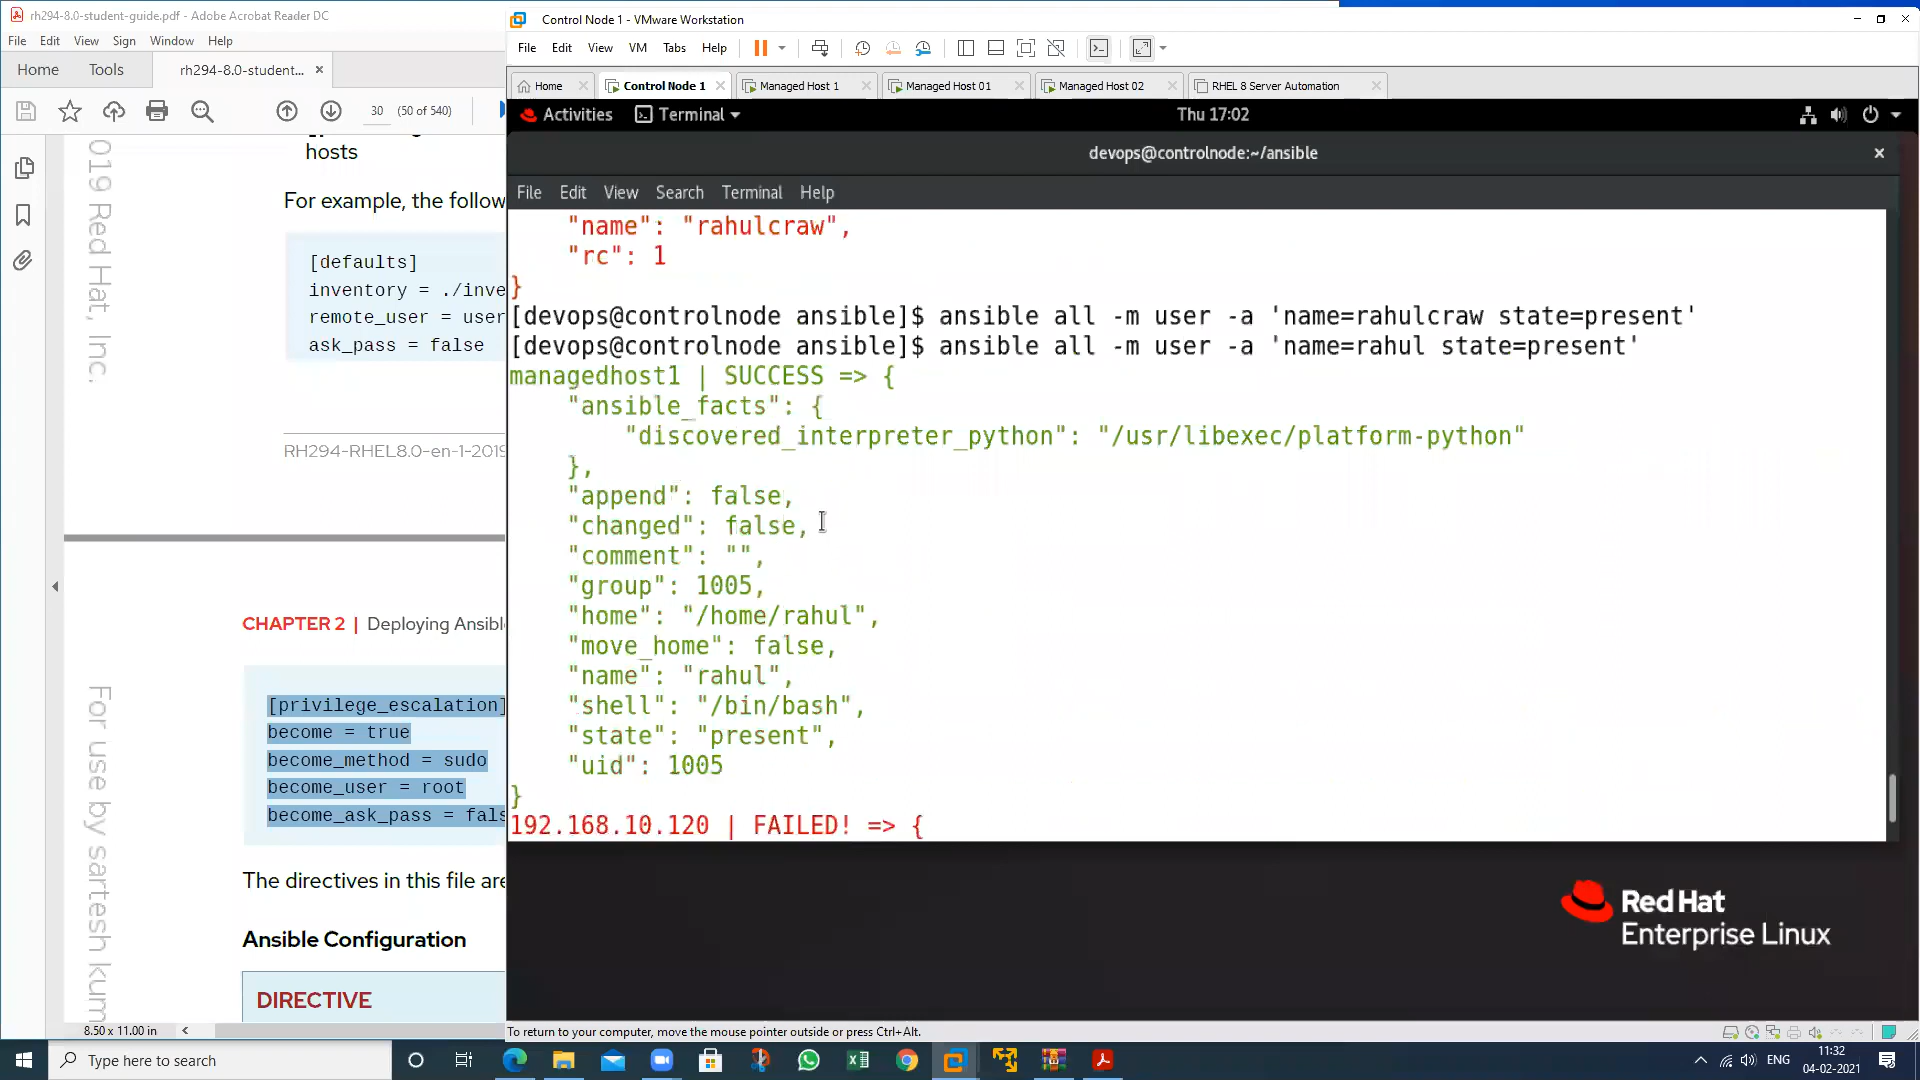 rh294-8.0-student-guide.pdf - Adobe Acrobat Reader DC
File Edit View Sign Window Help
Home Tools rh294-8.0-student... ×
30 (50 of 540)
hosts
For example, the follow
[defaults]
inventory = ./inve
remote_user = user
ask_pass = false
RH294-RHEL8.0-en-1-2019
019 Red Hat, Inc.
CHAPTER 2 | Deploying Ansibl
[privilege_escalation]
become = true
become_method = sudo
become_user = root
become_ask_pass = fals
The directives in this file are
Ansible Configuration
DIRECTIVE
For use by sartesh kum
8.50 x 11.00 in
Control Node 1 - VMware Workstation
File Edit View VM Tabs Help
Home Control Node 1 Managed Host 1 Managed Host 01 Managed Host 02 RHEL 8 Server Automation
Activities Terminal Thu 17:02
devops@controlnode:~/ansible
File Edit View Search Terminal Help
"name": "rahulcraw",
"rc": 1
}
[devops@controlnode ansible]$ ansible all -m user -a 'name=rahulcraw state=present'
[devops@controlnode ansible]$ ansible all -m user -a 'name=rahul state=present'
managedhost1 | SUCCESS => {
"ansible_facts": {
"discovered_interpreter_python": "/usr/libexec/platform-python"
},
"append": false,
"changed": false,
"comment": "",
"group": 1005,
"home": "/home/rahul",
"move_home": false,
"name": "rahul",
"shell": "/bin/bash",
"state": "present",
"uid": 1005
}
192.168.10.120 | FAILED! => {
Red Hat
Enterprise Linux
To return to your computer, move the mouse pointer outside or press Ctrl+Alt.
Type here to search
ENG
11:32
04-02-2021